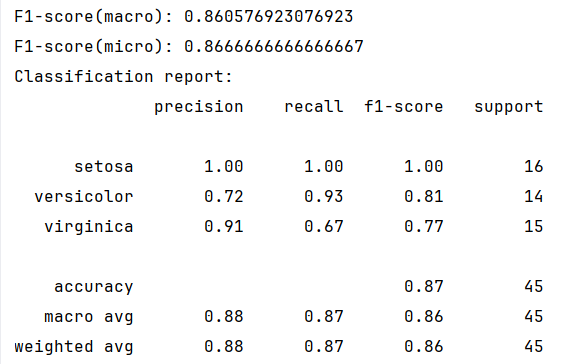 F1-score(macro): 0.860576923076923
F1-score(micro): 0.8666666666666667
Classification report:
precision recall f1-score support
setosa 1.00 1.00 1.00 16
versicolor 0.72 0.93 0.81 14
virginica 0.91 0.67 0.77 15
accuracy 0.87 45
macro avg 0.88 0.87 0.86 45
weighted avg 0.88 0.87 0.86 45